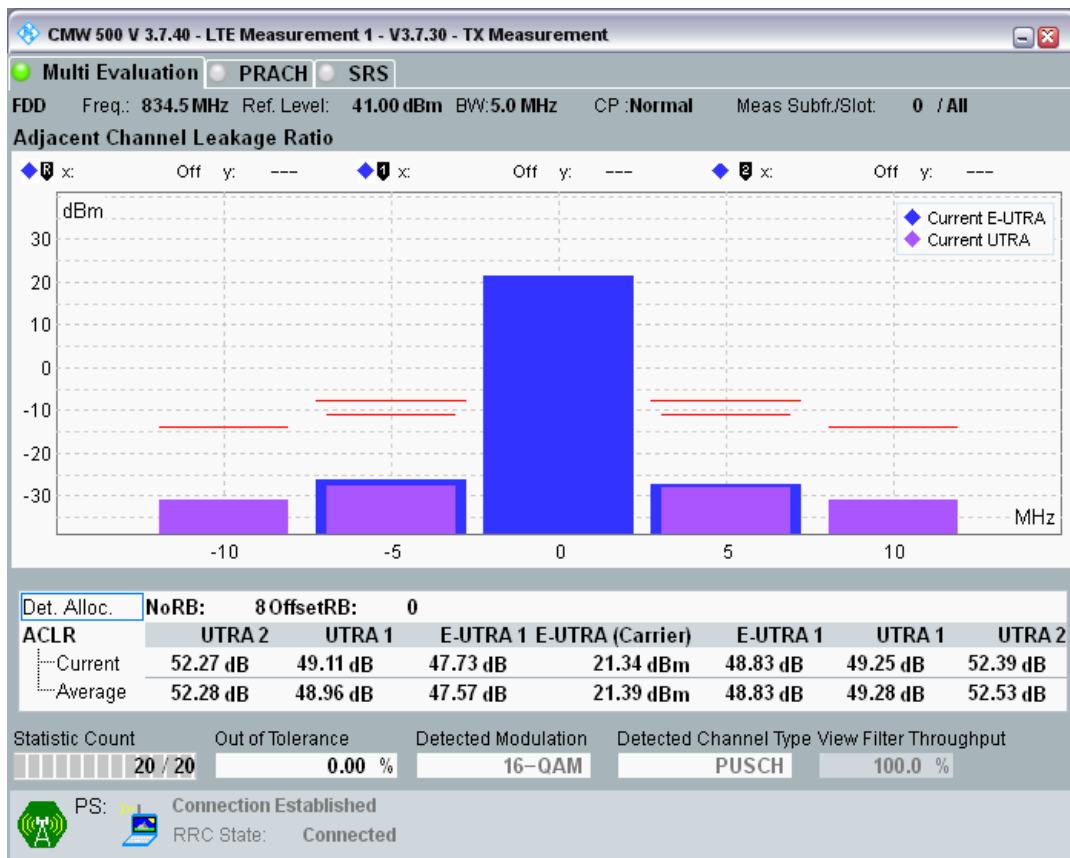 CMW 500 V 3.7.40 - LTE Measurement 1 - V3.7.30 - TX Measurement
Multi Evaluation PRACH SRS
FDD Freq.: 834.5 MHz Ref. Level: 41.00 dBm BW:5.0 MHz CP :Normal Meas Subfr./Slot: 0 / All
Adjacent Channel Leakage Ratio
R x: Off y: --- 1 x: Off y: --- 2 x: Off y: ---
dBm
Current E-UTRA
Current UTRA
30
20
10
0
-10
-20
-30
MHz
-10 -5 0 5 10
Det. Alloc. NoRB: 8 OffsetRB: 0
ACLR UTRA 2 UTRA 1 E-UTRA 1 E-UTRA (Carrier) E-UTRA 1 UTRA 1 UTRA 2
Current 52.27 dB 49.11 dB 47.73 dB 21.34 dBm 48.83 dB 49.25 dB 52.39 dB
Average 52.28 dB 48.96 dB 47.57 dB 21.39 dBm 48.83 dB 49.28 dB 52.53 dB
Statistic Count Out of Tolerance Detected Modulation Detected Channel Type View Filter Throughput
20 / 20 0.00 % 16-QAM PUSCH 100.0 %
PS: Connection Established
RRC State: Connected